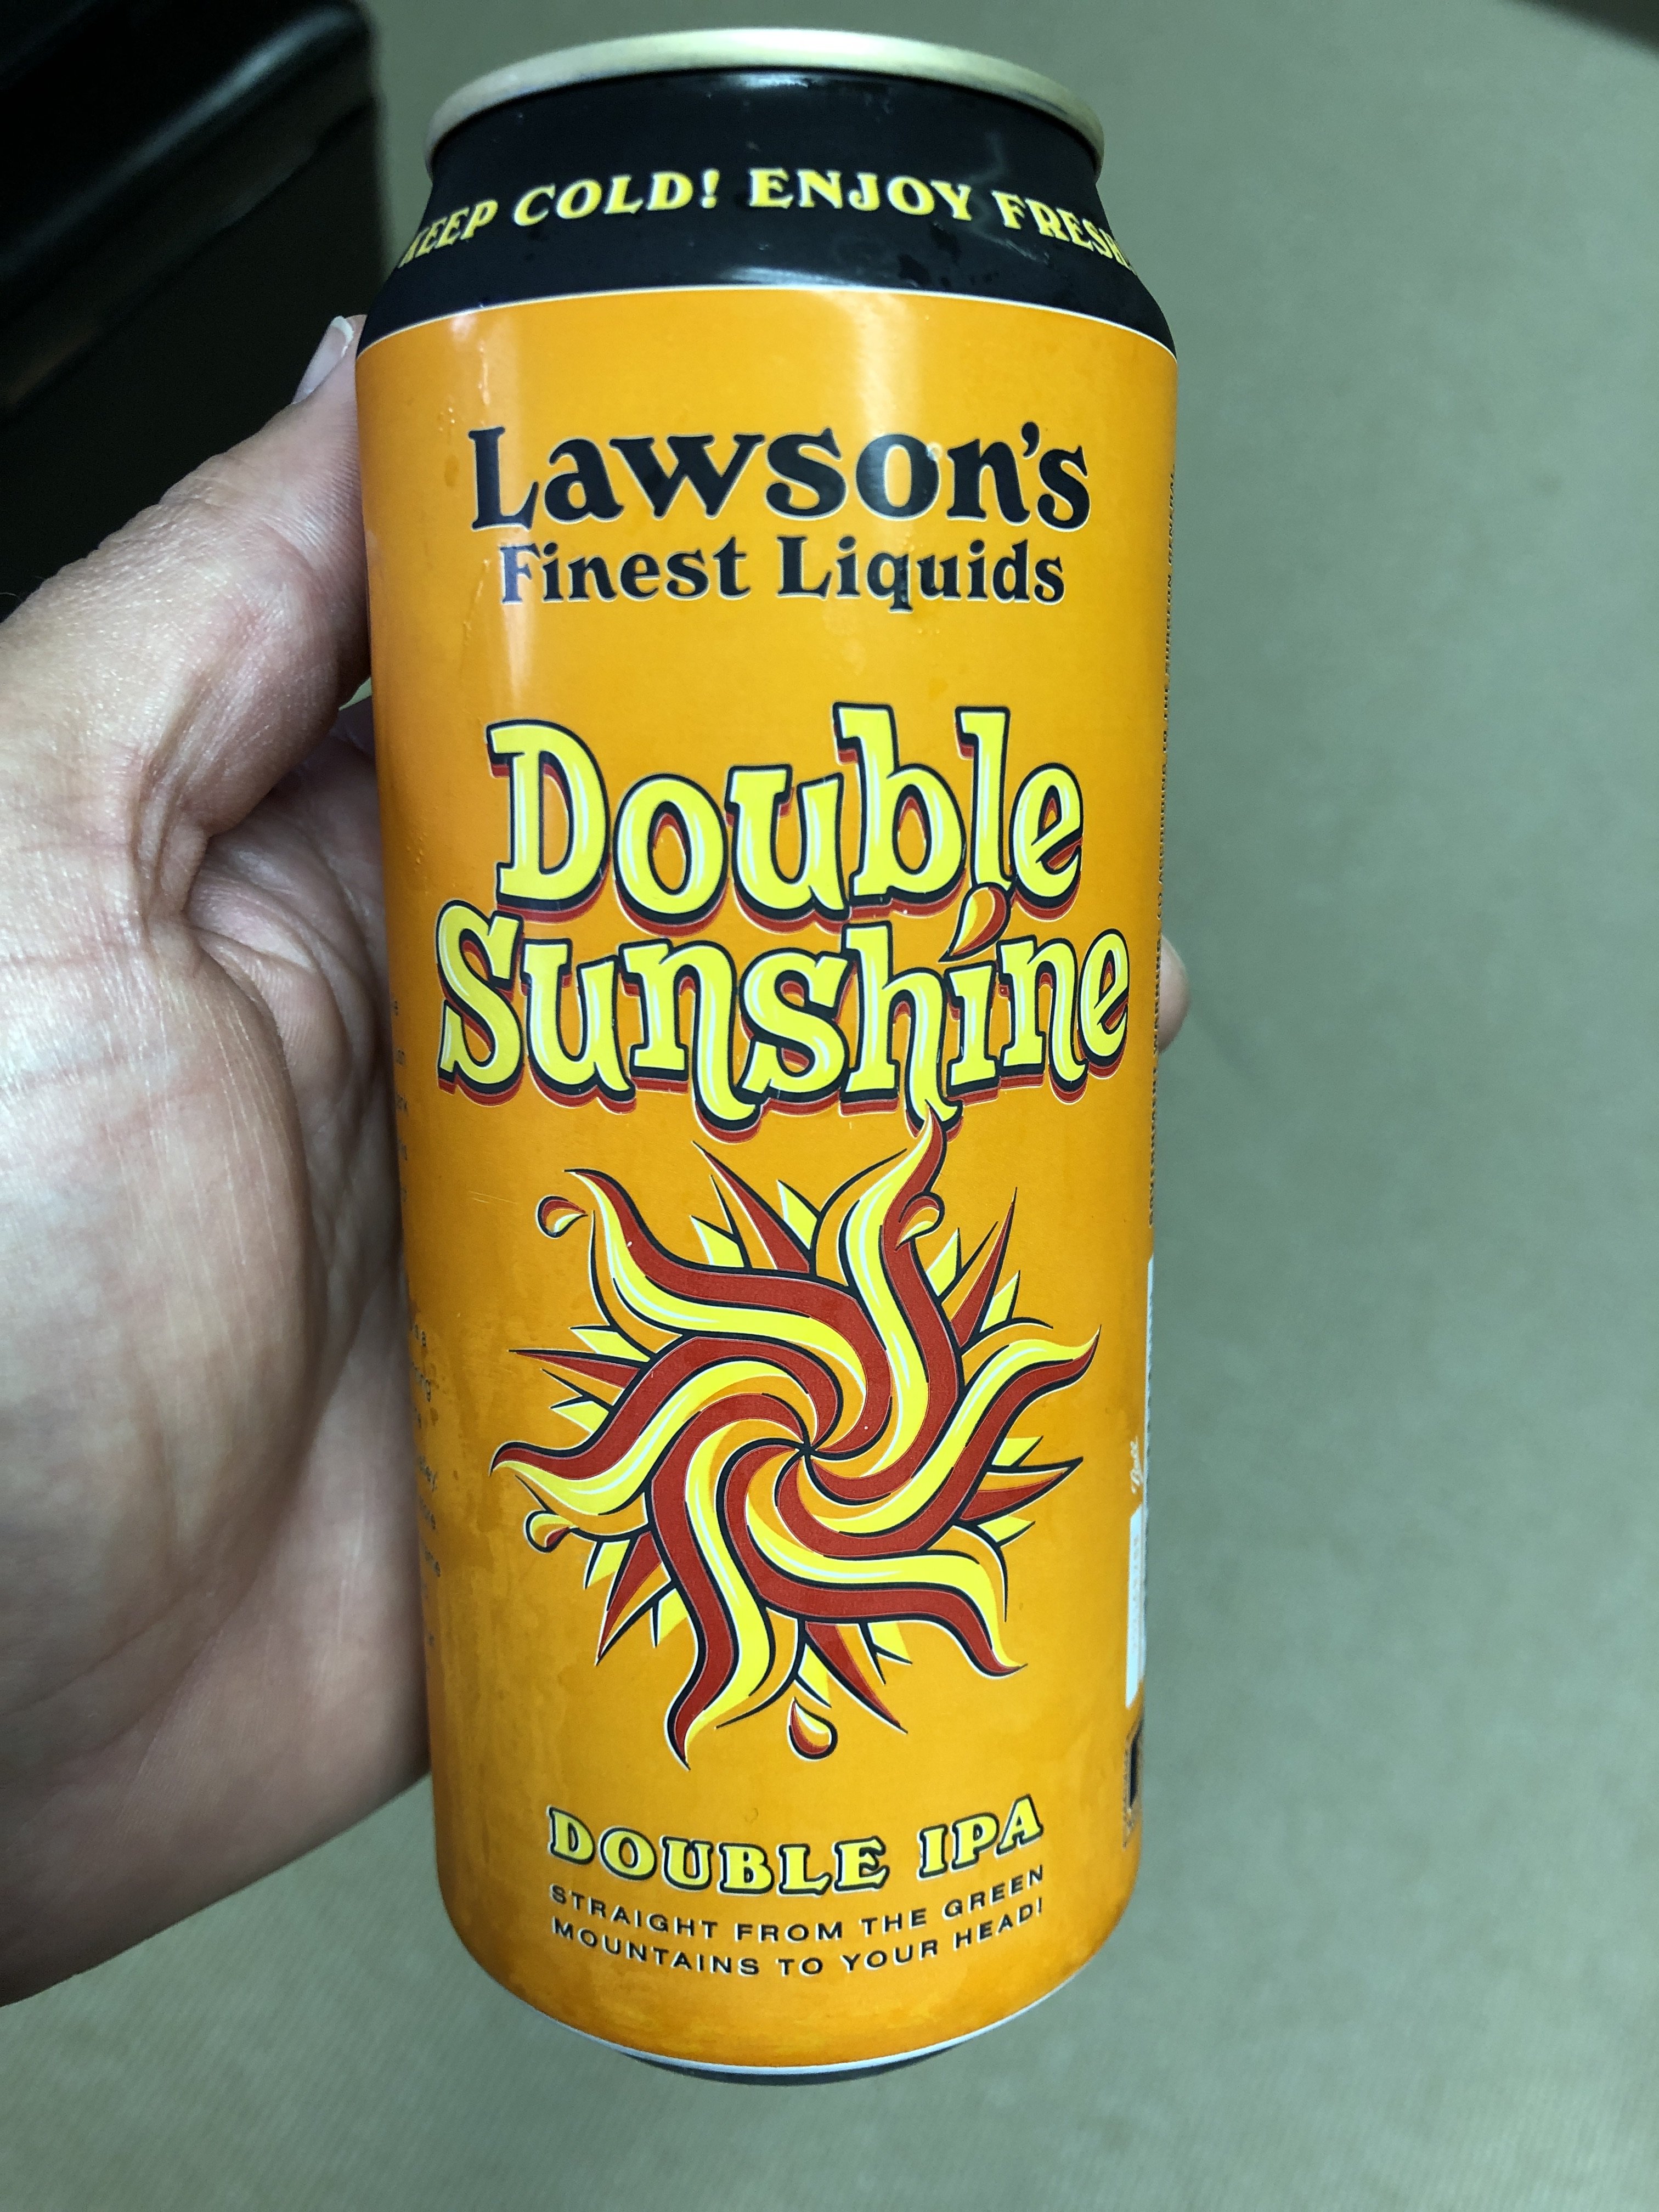 KEEP COLD! ENJOY FRESH
Lawson's
Finest Liquids
Double
Sunshine
DOUBLE IPA
STRAIGHT FROM THE GREEN
MOUNTAINS TO YOUR HEAD!